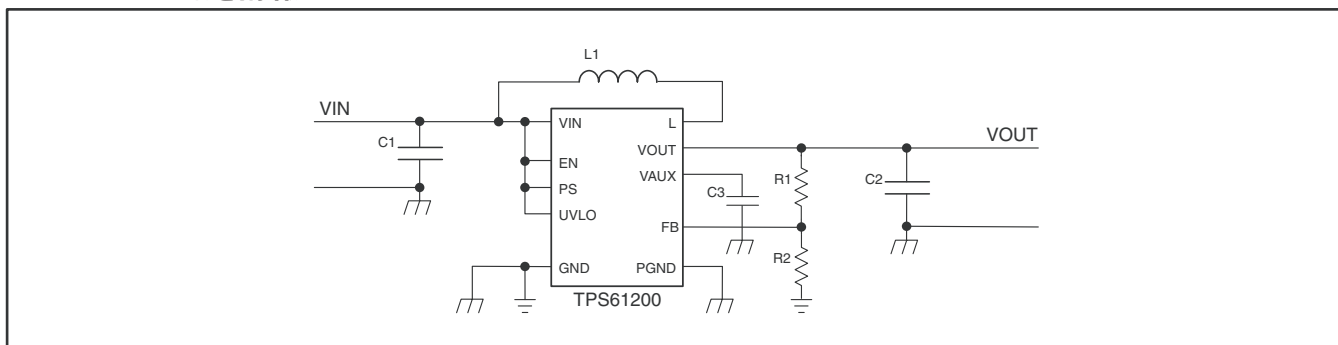 L1
VIN
VIN
L
C1
VOUT
VOUT
EN
VAUX
R1
C2
PS
C3
UVLO
FB
R2
GND
PGND
TPS61200